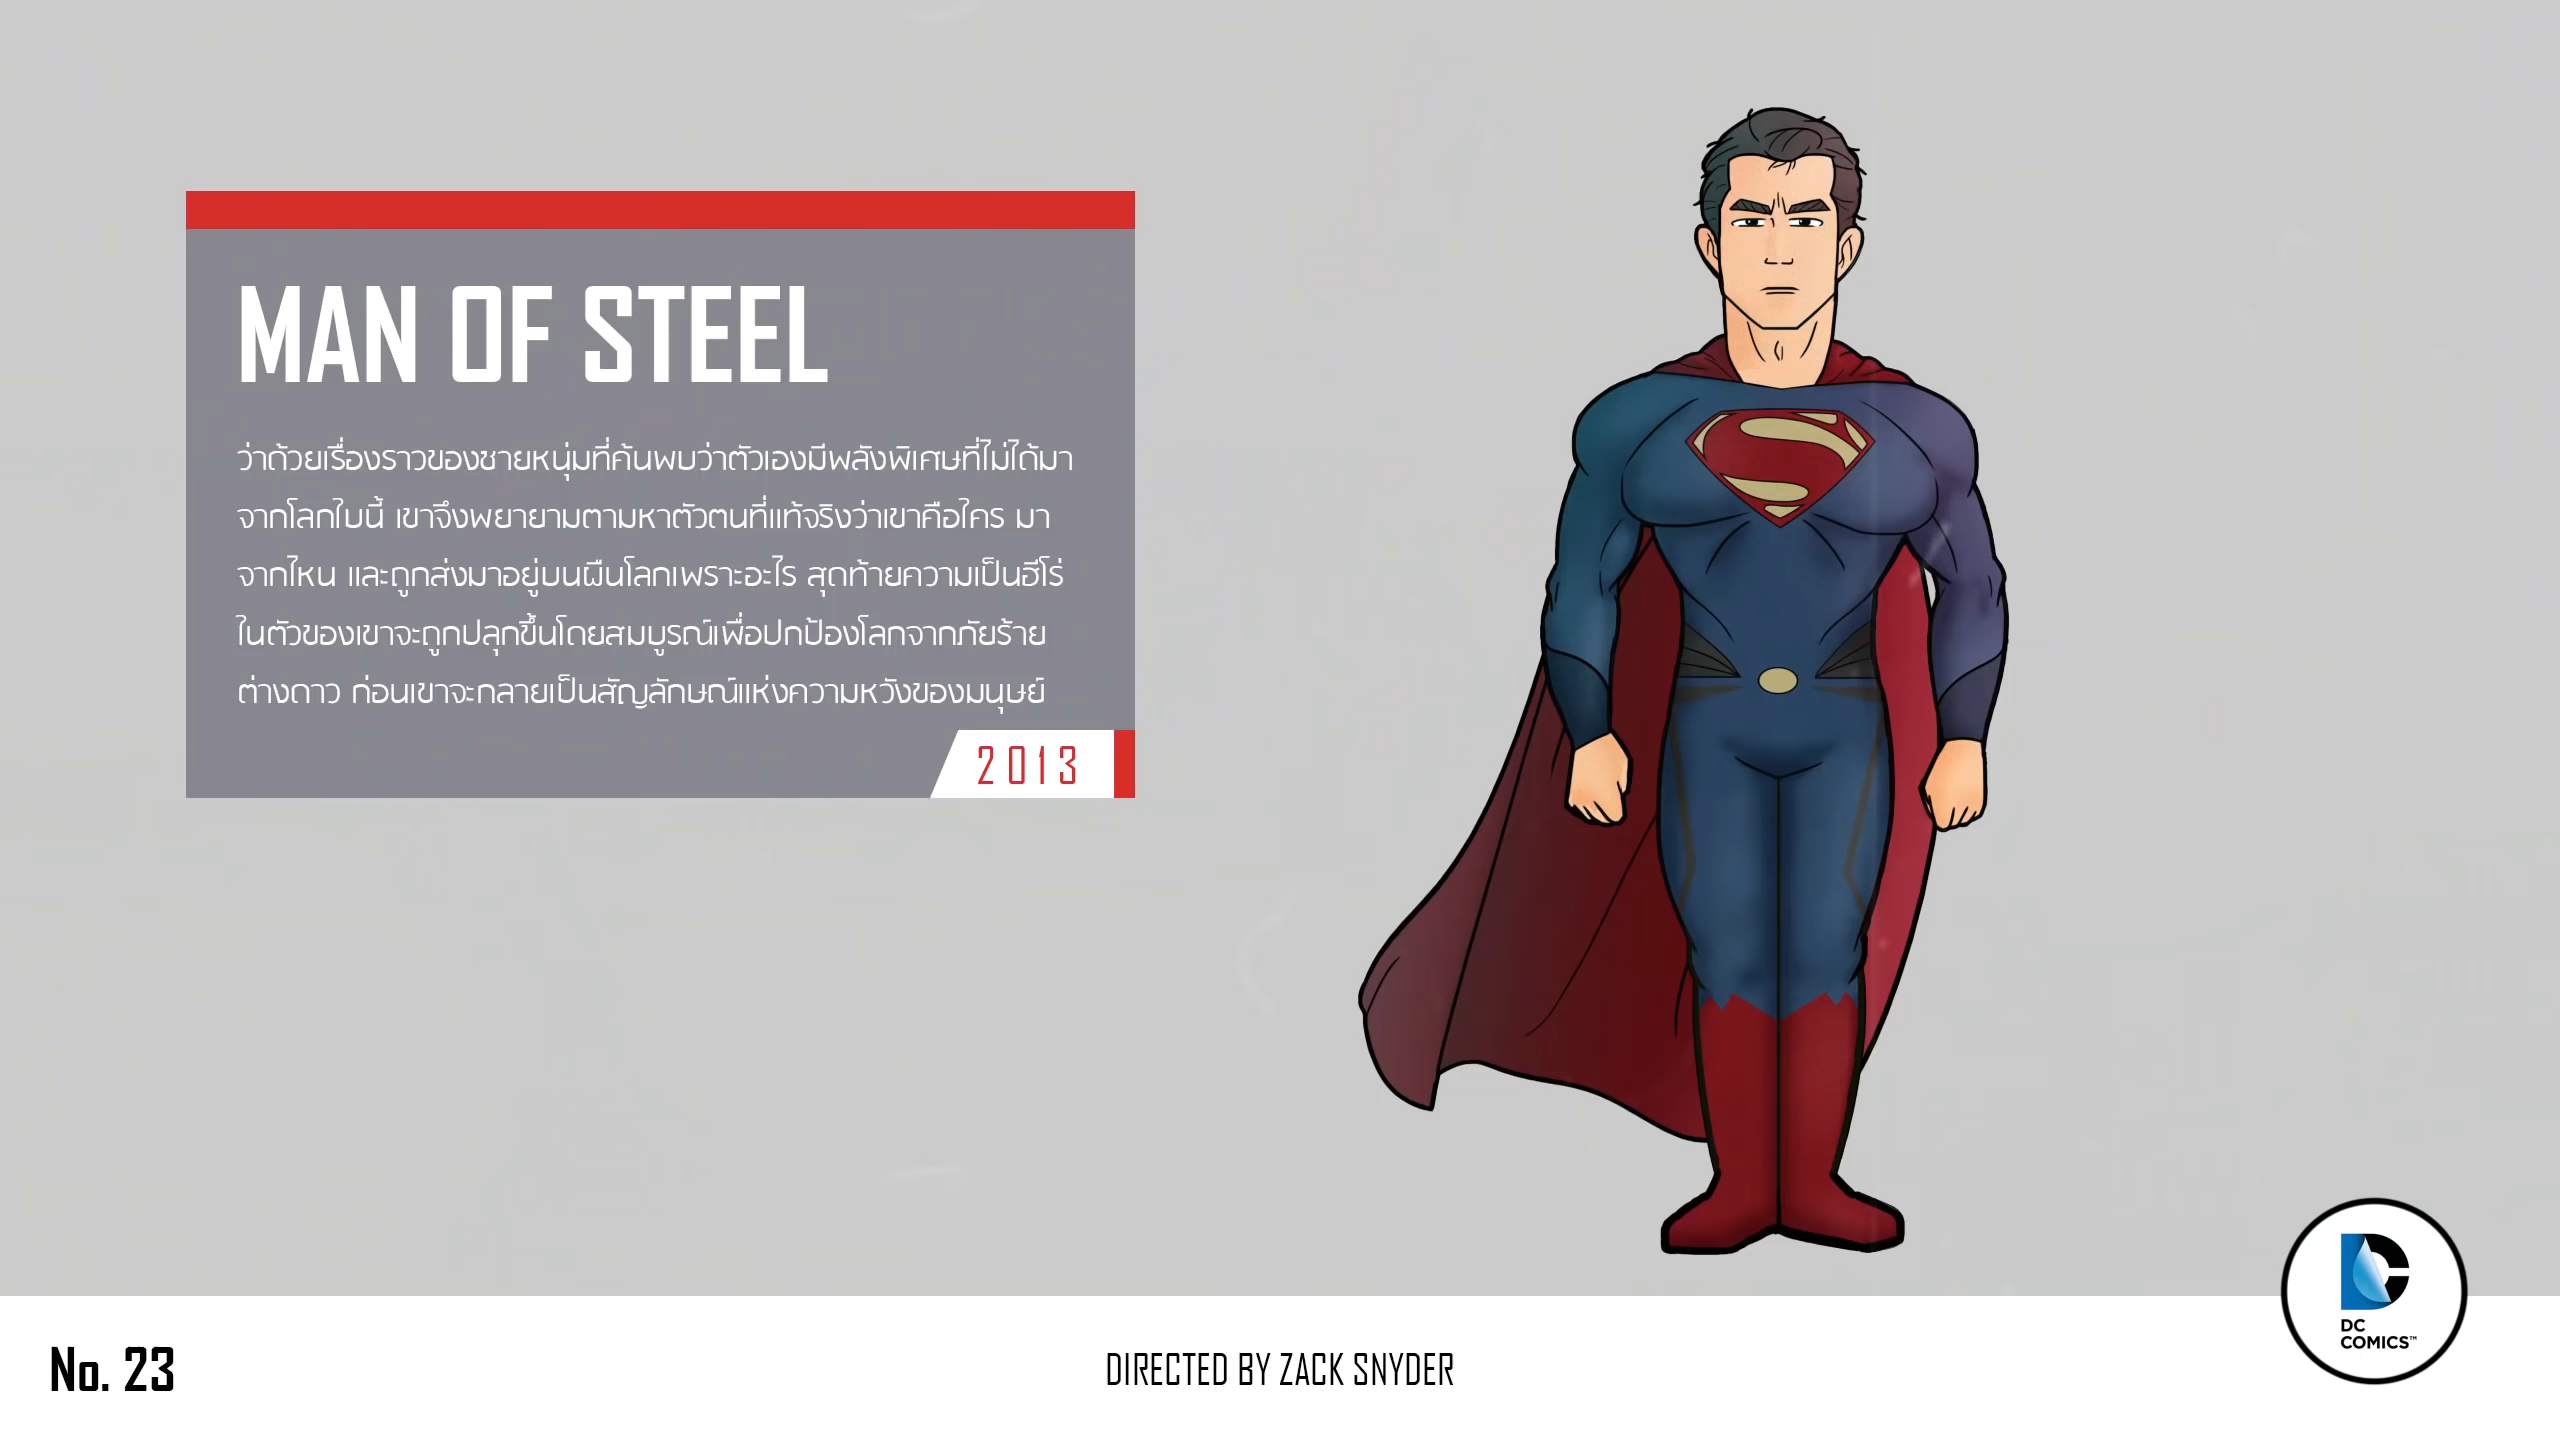 MAN OF STEEL
ว่าด้วยเรื่องราวของชายหนุ่มที่ค้นพบว่าตัวเองมีพลังพิเศษที่ไม่ได้มา
จากโลกใบนี้ เขาจึงพยายามตามหาตัวตนที่แท้จริงว่าเขาคือใคร มา
จากไหน และถูกส่งมาอยู่บนผืนโลกเพราะอะไร สุดท้ายความเป็นฮีโร่
ในตัวของเขาจะถูกปลุกขึ้นโดยสมบูรณ์เพื่อปกป้องโลกจากภัยร้าย
ต่างดาว ก่อนเขาจะกลายเป็นสัญลักษณ์แห่งความหวังของมนุษย์
2013
No. 23
DIRECTED BY ZACK SNYDER
DC
COMICS™